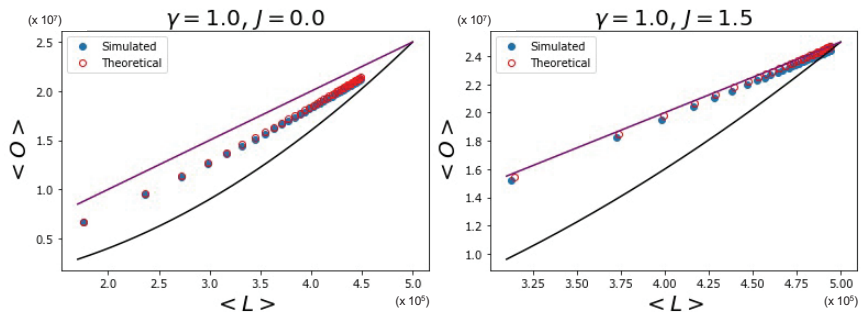 (x 10⁷) γ = 1.0, J = 0.0
Simulated
Theoretical
2.5
2.0
1.5
1.0
0.5
< O >
2.0 2.5 3.0 3.5 4.0 4.5 5.0
< L > (x 10⁵)
(x 10⁷) γ = 1.0, J = 1.5
Simulated
Theoretical
2.4
2.2
2.0
1.8
1.6
1.4
1.2
1.0
< O >
3.25 3.50 3.75 4.00 4.25 4.50 4.75 5.00
< L > (x 10⁵)